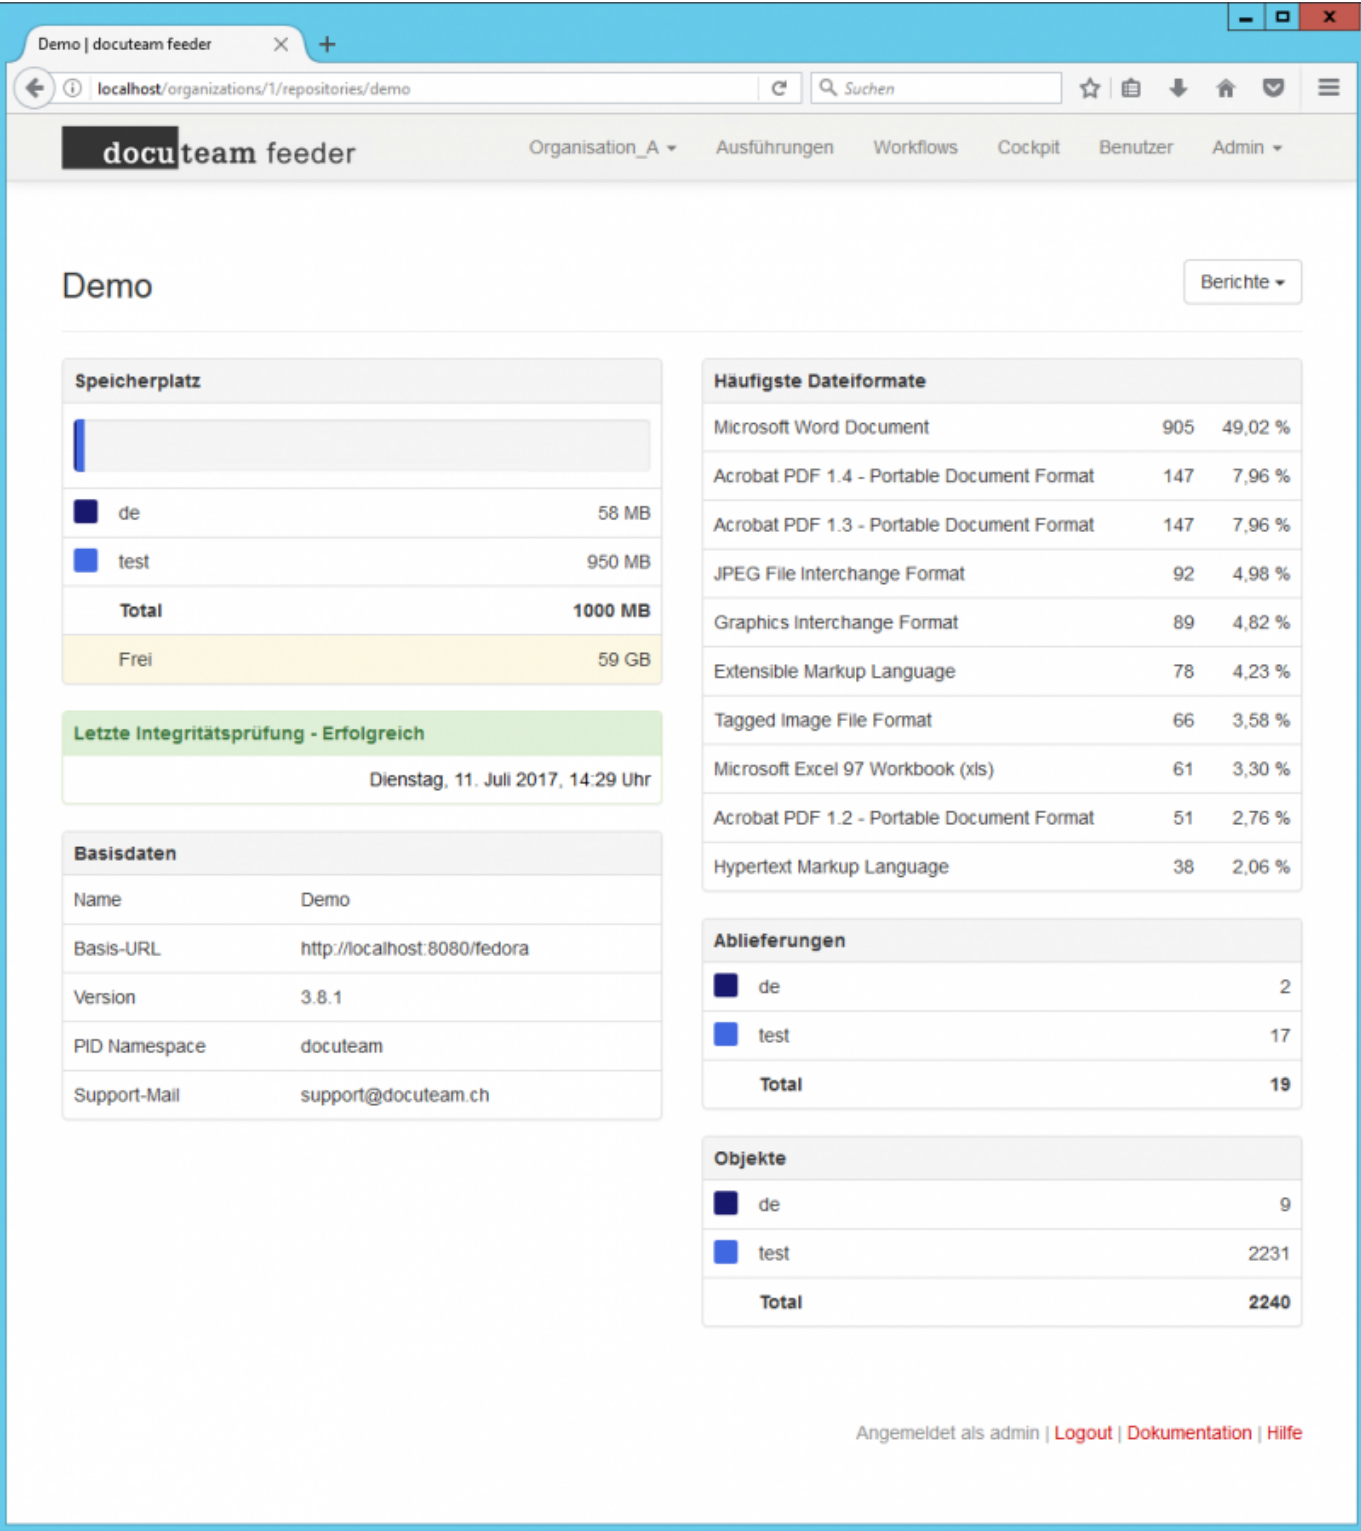 Demo | docuteam feeder
localhost/organizations/1/repositories/demo
Suchen
docuteam feeder
Organisation_A
Ausführungen
Workflows
Cockpit
Benutzer
Admin
Demo
Berichte
Speicherplatz
de 58 MB
test 950 MB
Total 1000 MB
Frei 59 GB
Letzte Integritätsprüfung - Erfolgreich
Dienstag, 11. Juli 2017, 14:29 Uhr
Basisdaten
Name Demo
Basis-URL http://localhost:8080/fedora
Version 3.8.1
PID Namespace docuteam
Support-Mail support@docuteam.ch
Häufigste Dateiformate
Microsoft Word Document 905 49,02 %
Acrobat PDF 1.4 - Portable Document Format 147 7,96 %
Acrobat PDF 1.3 - Portable Document Format 147 7,96 %
JPEG File Interchange Format 92 4,98 %
Graphics Interchange Format 89 4,82 %
Extensible Markup Language 78 4,23 %
Tagged Image File Format 66 3,58 %
Microsoft Excel 97 Workbook (xls) 61 3,30 %
Acrobat PDF 1.2 - Portable Document Format 51 2,76 %
Hypertext Markup Language 38 2,06 %
Ablieferungen
de 2
test 17
Total 19
Objekte
de 9
test 2231
Total 2240
Angemeldet als admin | Logout | Dokumentation | Hilfe